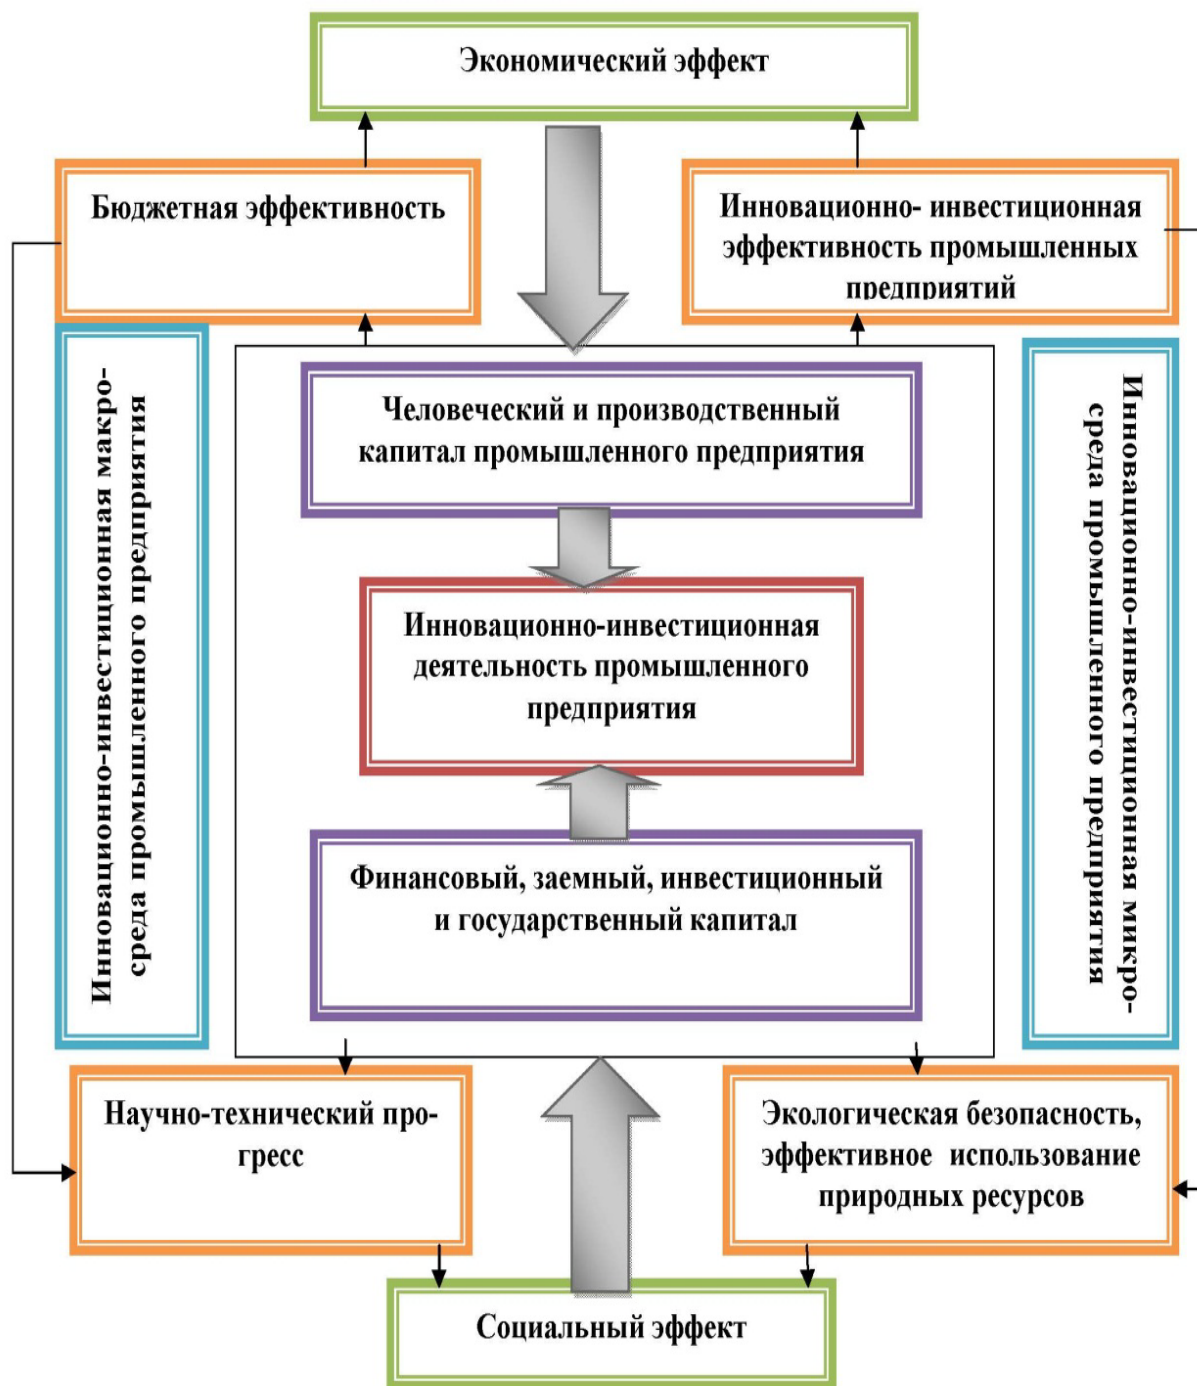 Экономический эффект
Бюджетная эффективность
Инновационно- инвестиционная
эффективность промышленных
предприятий
Инновационно-инвестиционная макро-
среда промышленного предприятия
Человеческий и производственный
капитал промышленного предприятия
Инновационно-инвестиционная
деятельность промышленного
предприятия
Финансовый, заемный, инвестиционный
и государственный капитал
Инновационно-инвестиционная микро-
среда промышленного предприятия
Научно-технический про-
гресс
Экологическая безопасность,
эффективное использование
природных ресурсов
Социальный эффект